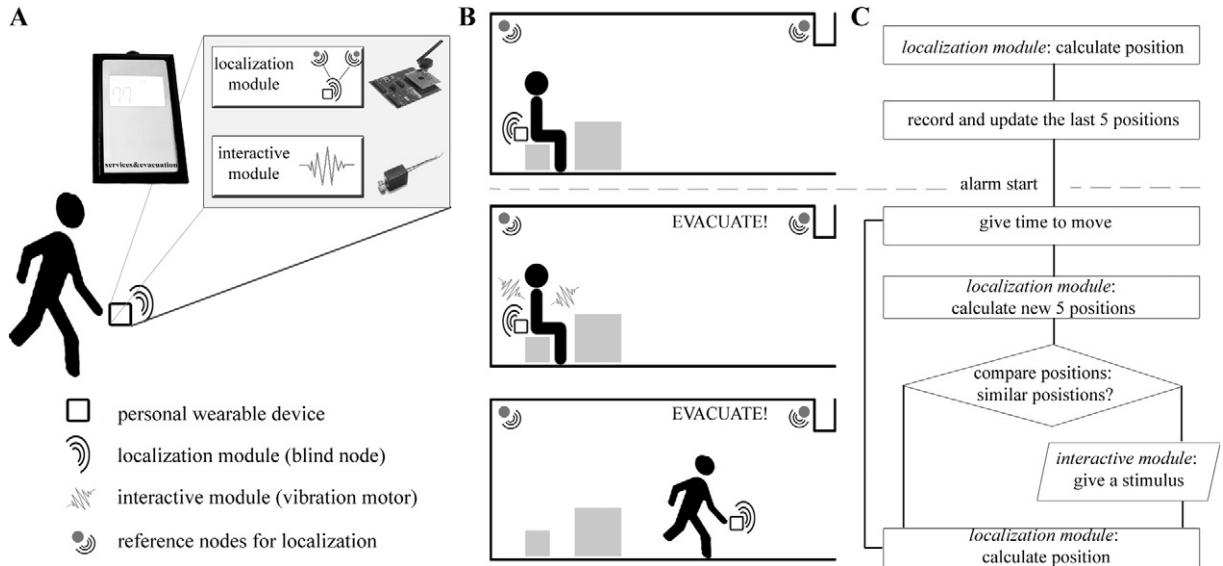 A
localization
module
interactive
module
services&evacuation
personal wearable device
localization module (blind node)
interactive module (vibration motor)
reference nodes for localization
B
EVACUATE!
EVACUATE!
C
localization module: calculate position
record and update the last 5 positions
alarm start
give time to move
localization module:
calculate new 5 positions
compare positions:
similar posistions?
interactive module:
give a stimulus
localization module:
calculate position